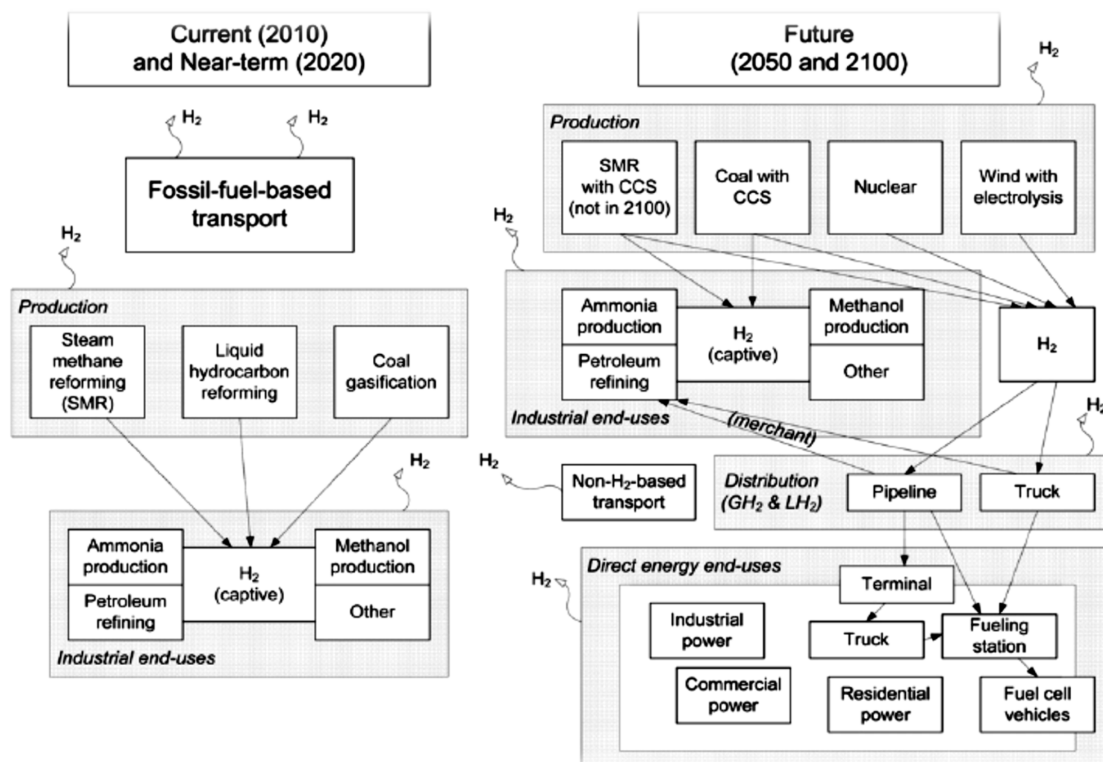 Current (2010)
and Near-term (2020)
H₂
H₂
Fossil-fuel-based
transport
H₂
Production
Steam
methane
reforming
(SMR)
Liquid
hydrocarbon
reforming
Coal
gasification
H₂
Ammonia
production
Petroleum
refining
H₂
(captive)
Methanol
production
Other
Industrial end-uses
Future
(2050 and 2100)
H₂
Production
SMR
with CCS
(not in 2100)
Coal with
CCS
Nuclear
Wind with
electrolysis
H₂
Ammonia
production
Petroleum
refining
H₂
(captive)
Methanol
production
Other
Industrial end-uses
H₂
(merchant)
H₂
H₂
Non-H₂-based
transport
Distribution
(GH₂ & LH₂)
Pipeline
Truck
H₂
Direct energy end-uses
Terminal
Industrial
power
Truck
Fueling
station
Commercial
power
Residential
power
Fuel cell
vehicles